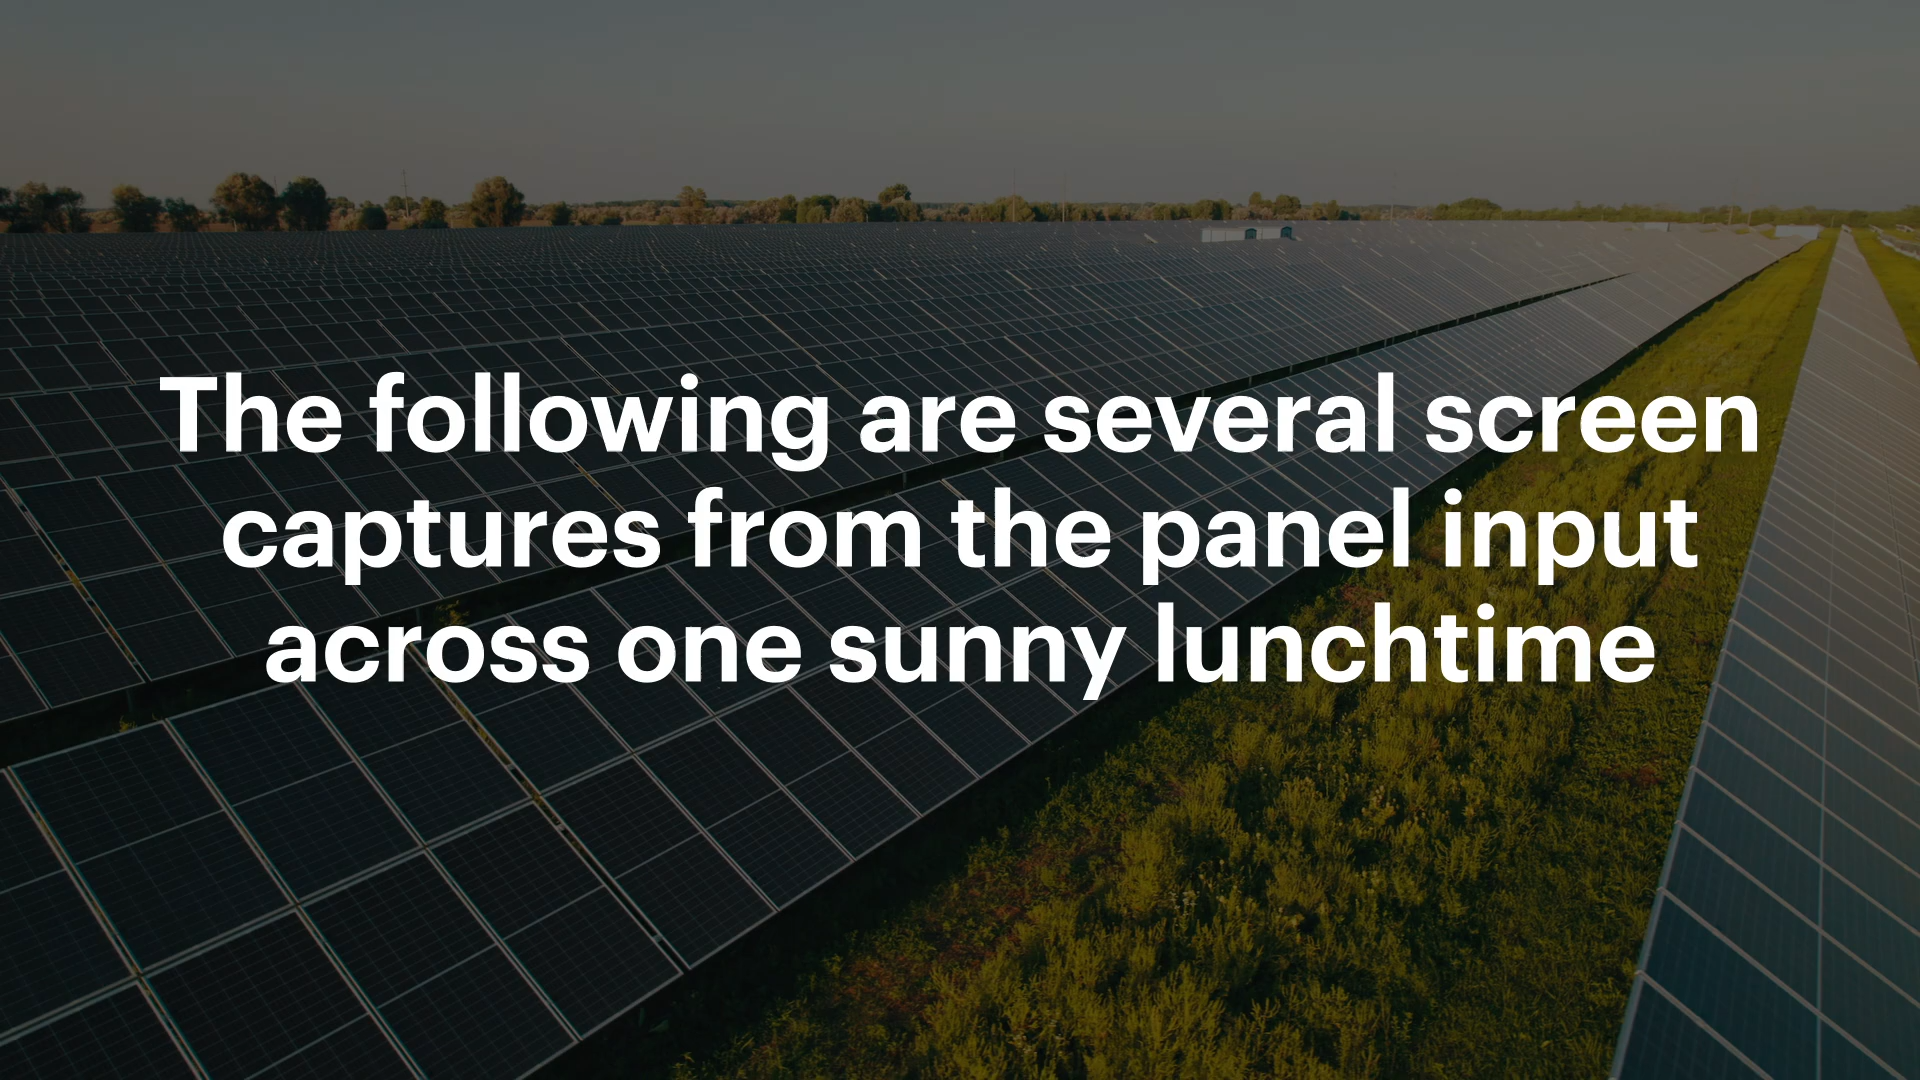 The following are several screen
captures from the panel input
across one sunny lunchtime